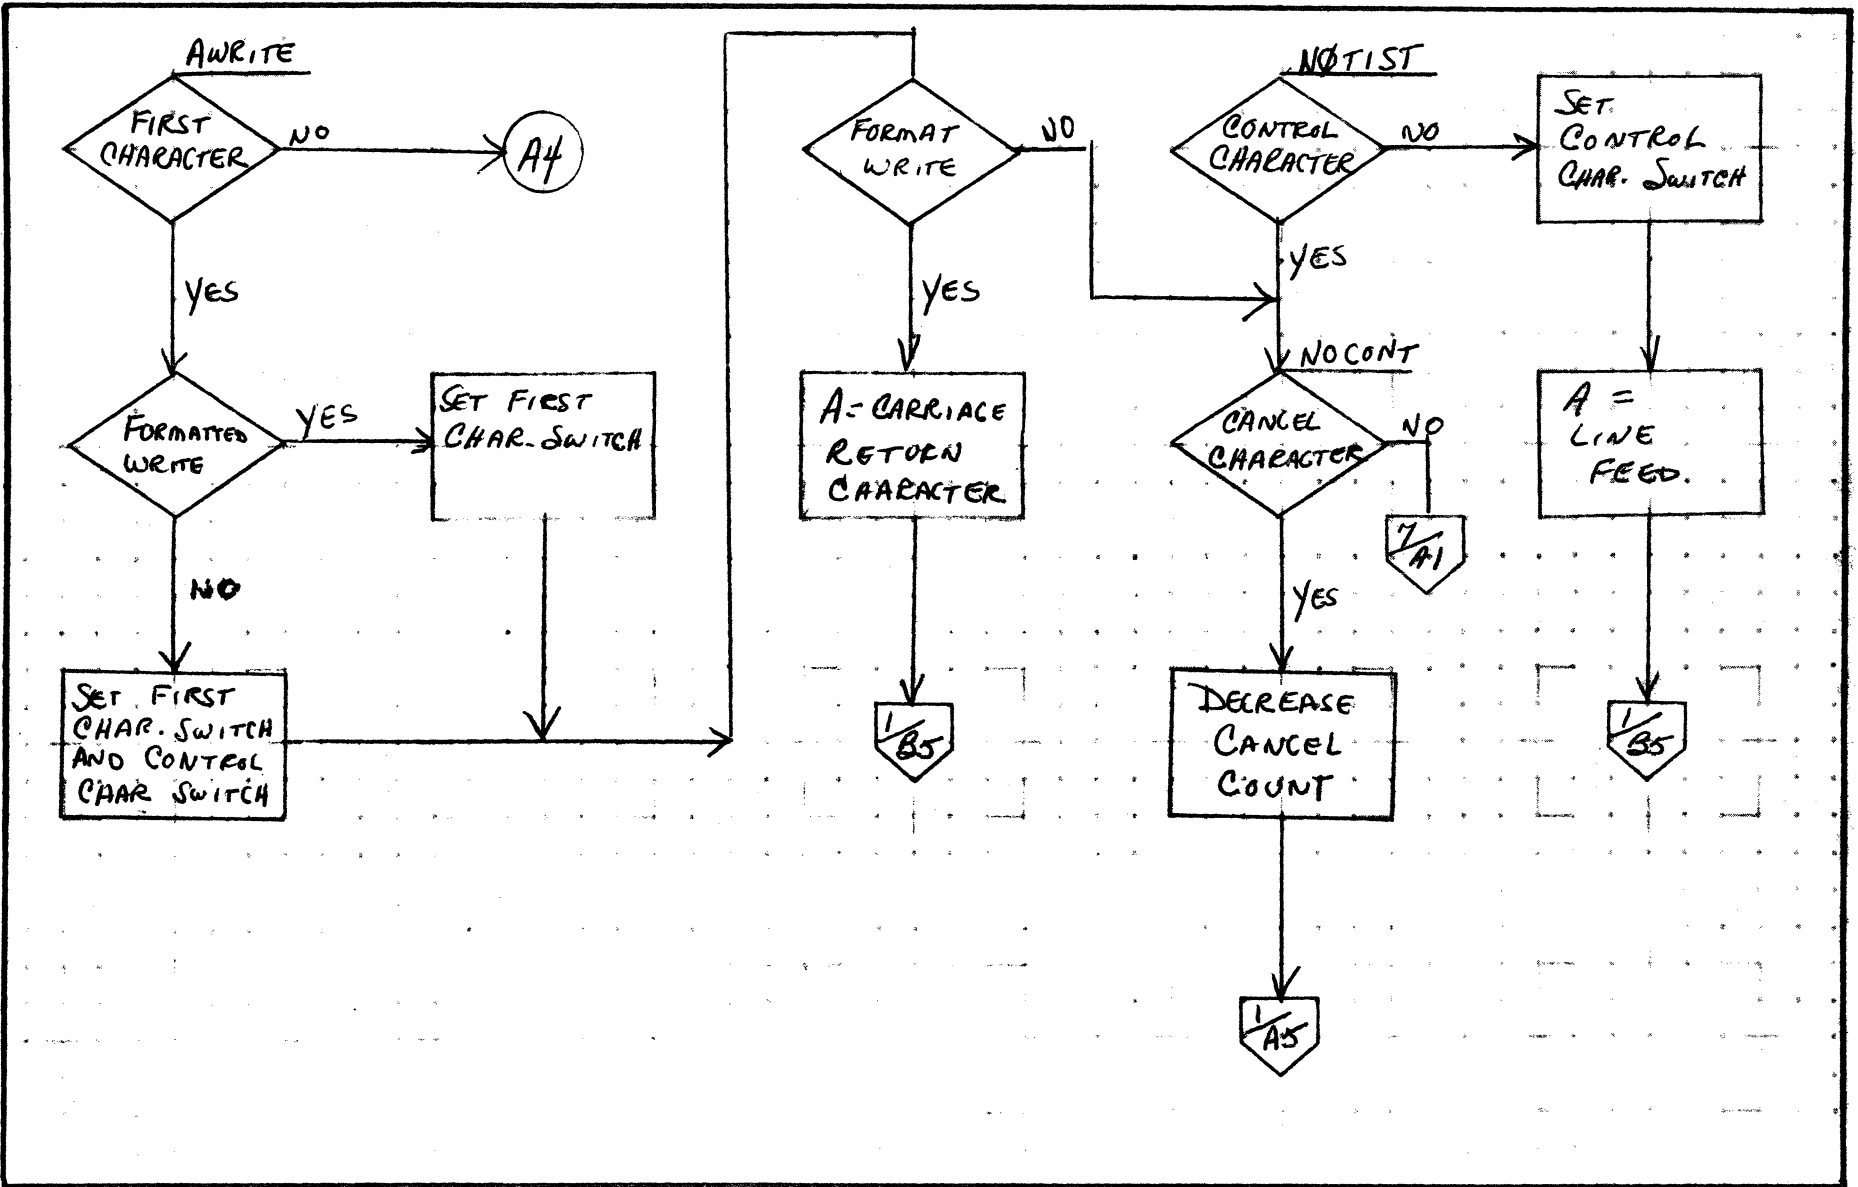 AWRITE
FIRST
CHARACTER
NO
A4
YES
FORMATTED
WRITE
YES
SET FIRST
CHAR. SWITCH
NO
SET FIRST
CHAR. SWITCH
AND CONTROL
CHAR SWITCH
FORMAT
WRITE
NO
YES
A = CARRIAGE
RETURN
CHARACTER
1/B5
NØT1ST
CONTROL
CHARACTER
NO
YES
NOCONT
CANCEL
CHARACTER
NO
7/A1
YES
DECREASE
CANCEL
COUNT
1/A5
SET
CONTROL
CHAR. SWITCH
A =
LINE
FEED.
1/B5